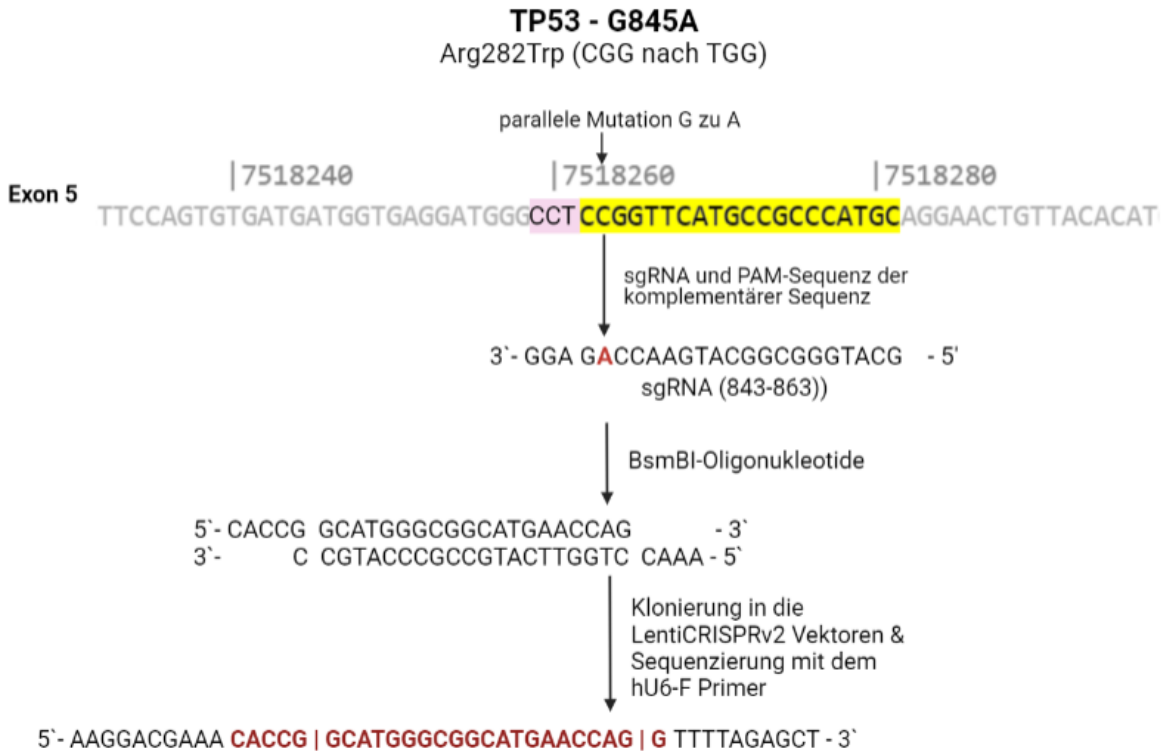 TP53 - G845A
Arg282Trp (CGG nach TGG)
parallele Mutation G zu A
|7518240 |7518260 |7518280
Exon 5
TTCCAGTGTGATGATGGTGAGGATGGGCCTCCGGTTCATGCCGCCCATGCAGGAACTGTTACACAT
sgRNA und PAM-Sequenz der
komplementärer Sequenz
3`- GGA GACCAAGTACGGCGGGTACG - 5'
sgRNA (843-863))
BsmBI-Oligonukleotide
5`- CACCG GCATGGGCGGCATGAACCAG - 3`
3`- C CGTACCCGCCGTACTTGGTC CAAA - 5`
Klonierung in die
LentiCRISPRv2 Vektoren &
Sequenzierung mit dem
hU6-F Primer
5`- AAGGACGAAA CACCG | GCATGGGCGGCATGAACCAG | G TTTTAGAGCT - 3`